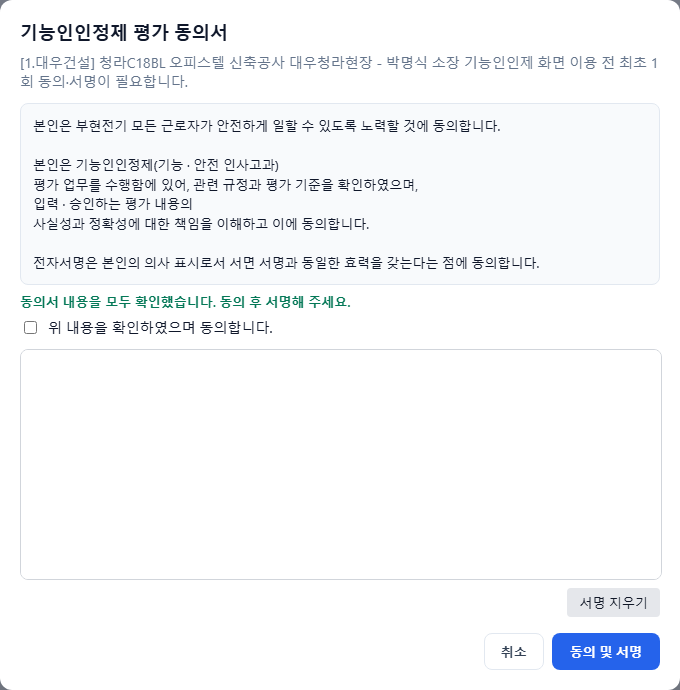 기능인인정제 평가 동의서
[1.대우건설] 청라C18BL 오피스텔 신축공사 대우청라현장 - 박명식 소장 기능인인제 화면 이용 전 최초 1
회 동의·서명이 필요합니다.
본인은 부현전기 모든 근로자가 안전하게 일할 수 있도록 노력할 것에 동의합니다.
본인은 기능인인정제(기능 · 안전 인사고과)
평가 업무를 수행함에 있어, 관련 규정과 평가 기준을 확인하였으며,
입력 · 승인하는 평가 내용의
사실성과 정확성에 대한 책임을 이해하고 이에 동의합니다.
전자서명은 본인의 의사 표시로서 서면 서명과 동일한 효력을 갖는다는 점에 동의합니다.
동의서 내용을 모두 확인했습니다. 동의 후 서명해 주세요.
위 내용을 확인하였으며 동의합니다.
서명 지우기
취소
동의 및 서명